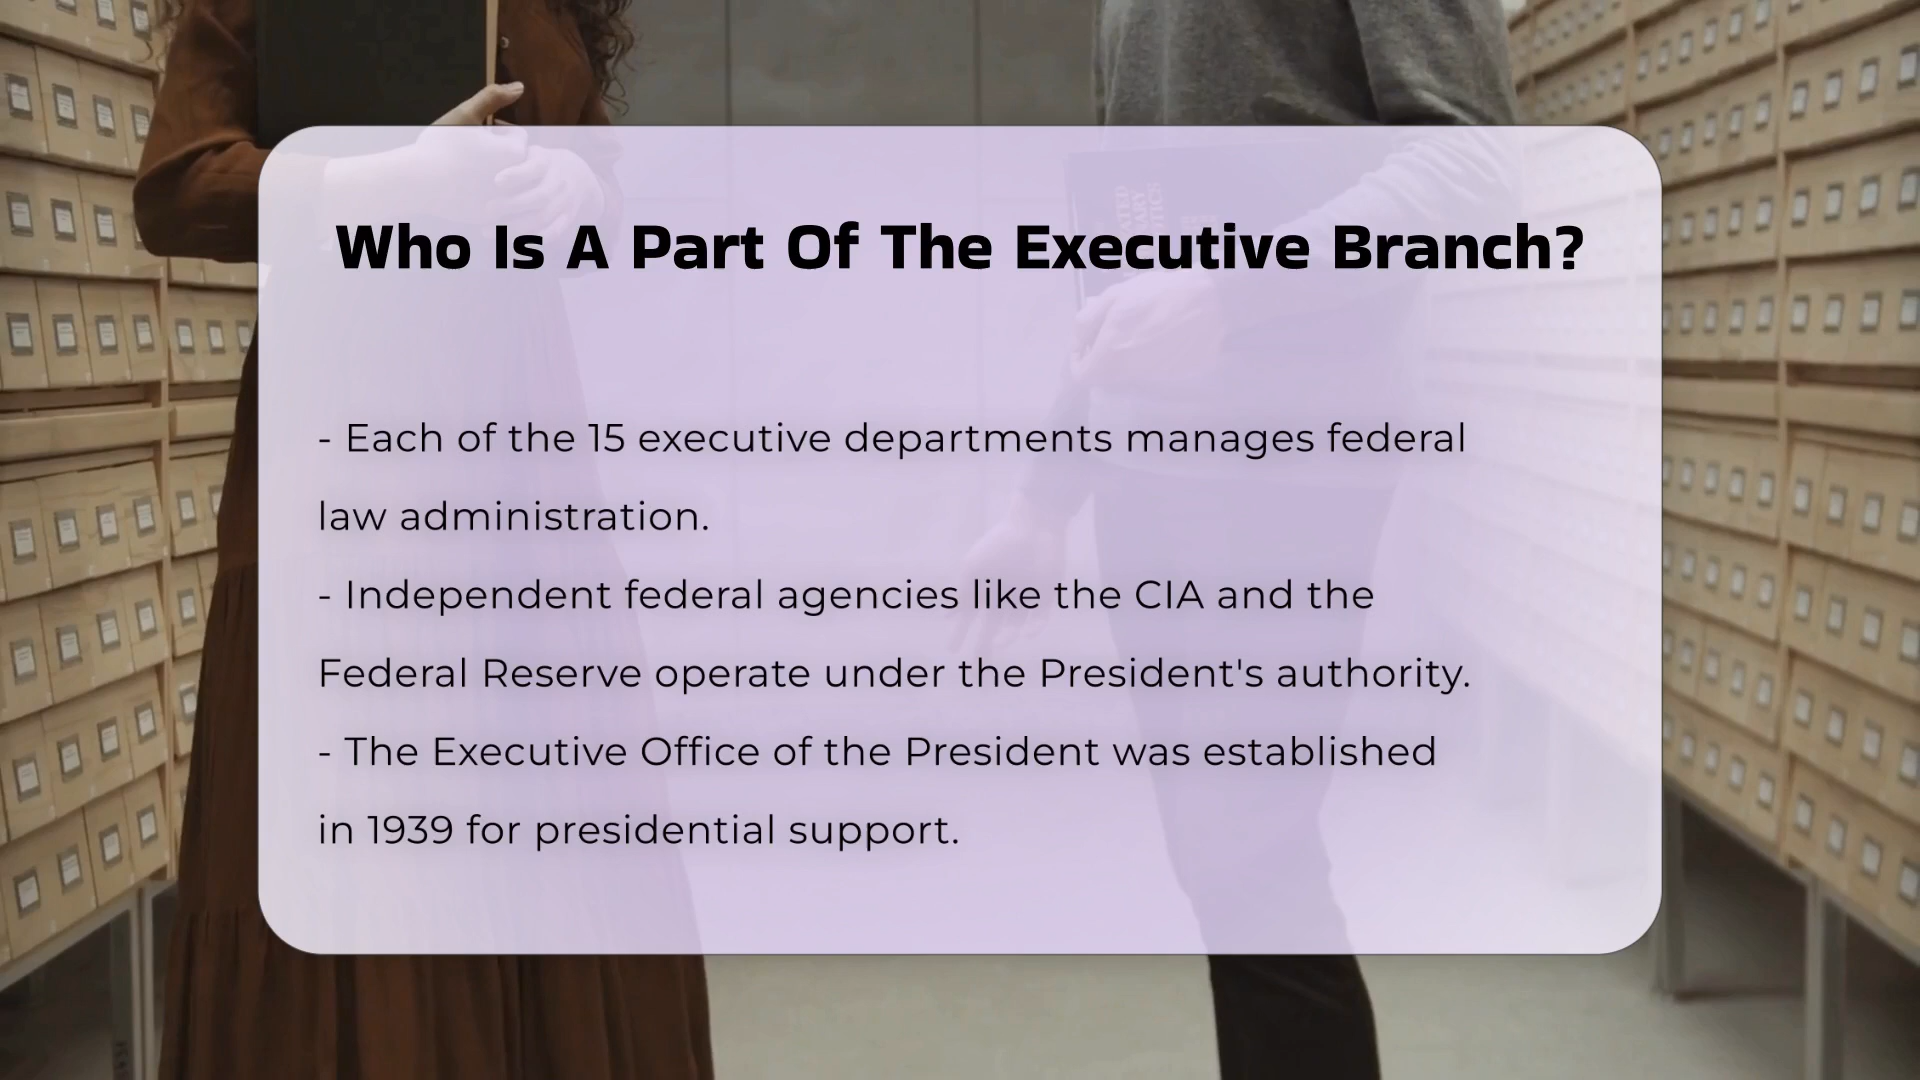 Who Is A Part Of The Executive Branch?
- Each of the 15 executive departments manages federal
law administration.
- Independent federal agencies like the CIA and the
Federal Reserve operate under the President's authority.
- The Executive Office of the President was established
in 1939 for presidential support.